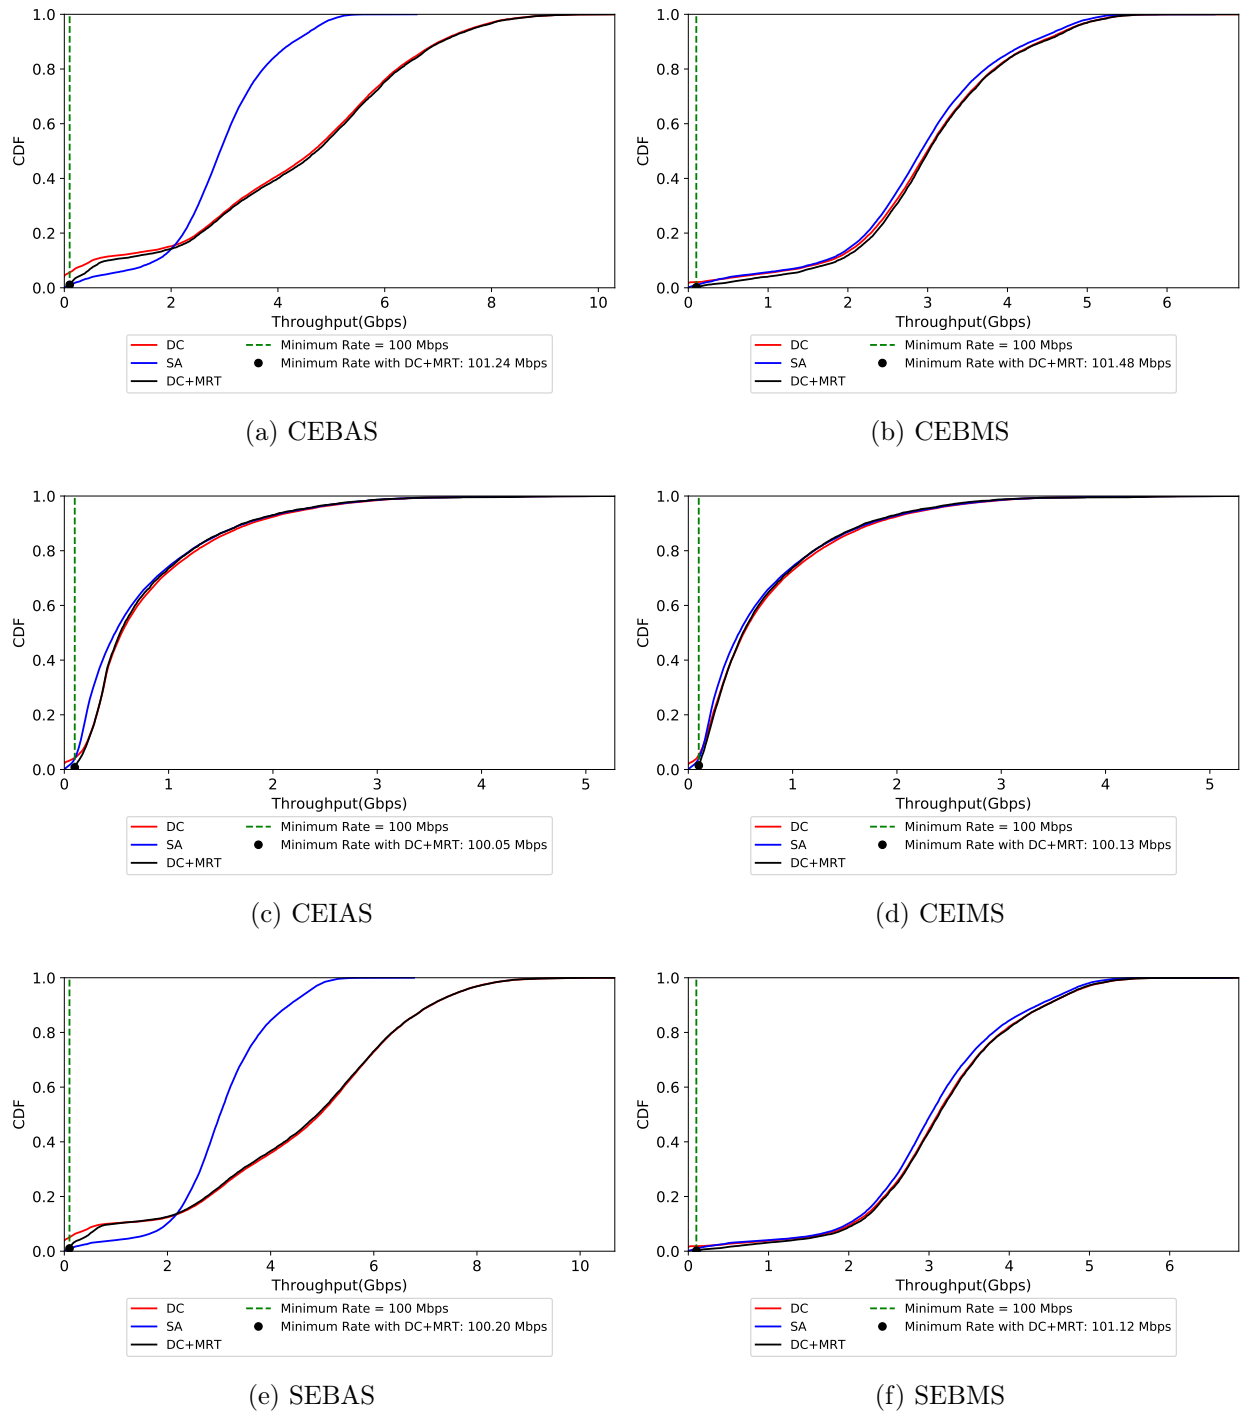 1.0
0.8
0.6
0.4
0.2
0.0
CDF
0 2 4 6 8 10
Throughput(Gbps)
DC
SA
DC+MRT
Minimum Rate = 100 Mbps
Minimum Rate with DC+MRT: 101.24 Mbps
(a) CEBAS
1.0
0.8
0.6
0.4
0.2
0.0
CDF
0 1 2 3 4 5 6
Throughput(Gbps)
DC
SA
DC+MRT
Minimum Rate = 100 Mbps
Minimum Rate with DC+MRT: 101.48 Mbps
(b) CEBMS
1.0
0.8
0.6
0.4
0.2
0.0
CDF
0 1 2 3 4 5
Throughput(Gbps)
DC
SA
DC+MRT
Minimum Rate = 100 Mbps
Minimum Rate with DC+MRT: 100.05 Mbps
(c) CEIAS
1.0
0.8
0.6
0.4
0.2
0.0
CDF
0 1 2 3 4 5
Throughput(Gbps)
DC
SA
DC+MRT
Minimum Rate = 100 Mbps
Minimum Rate with DC+MRT: 100.13 Mbps
(d) CEIMS
1.0
0.8
0.6
0.4
0.2
0.0
CDF
0 2 4 6 8 10
Throughput(Gbps)
DC
SA
DC+MRT
Minimum Rate = 100 Mbps
Minimum Rate with DC+MRT: 100.20 Mbps
(e) SEBAS
1.0
0.8
0.6
0.4
0.2
0.0
CDF
0 1 2 3 4 5 6
Throughput(Gbps)
DC
SA
DC+MRT
Minimum Rate = 100 Mbps
Minimum Rate with DC+MRT: 101.12 Mbps
(f) SEBMS